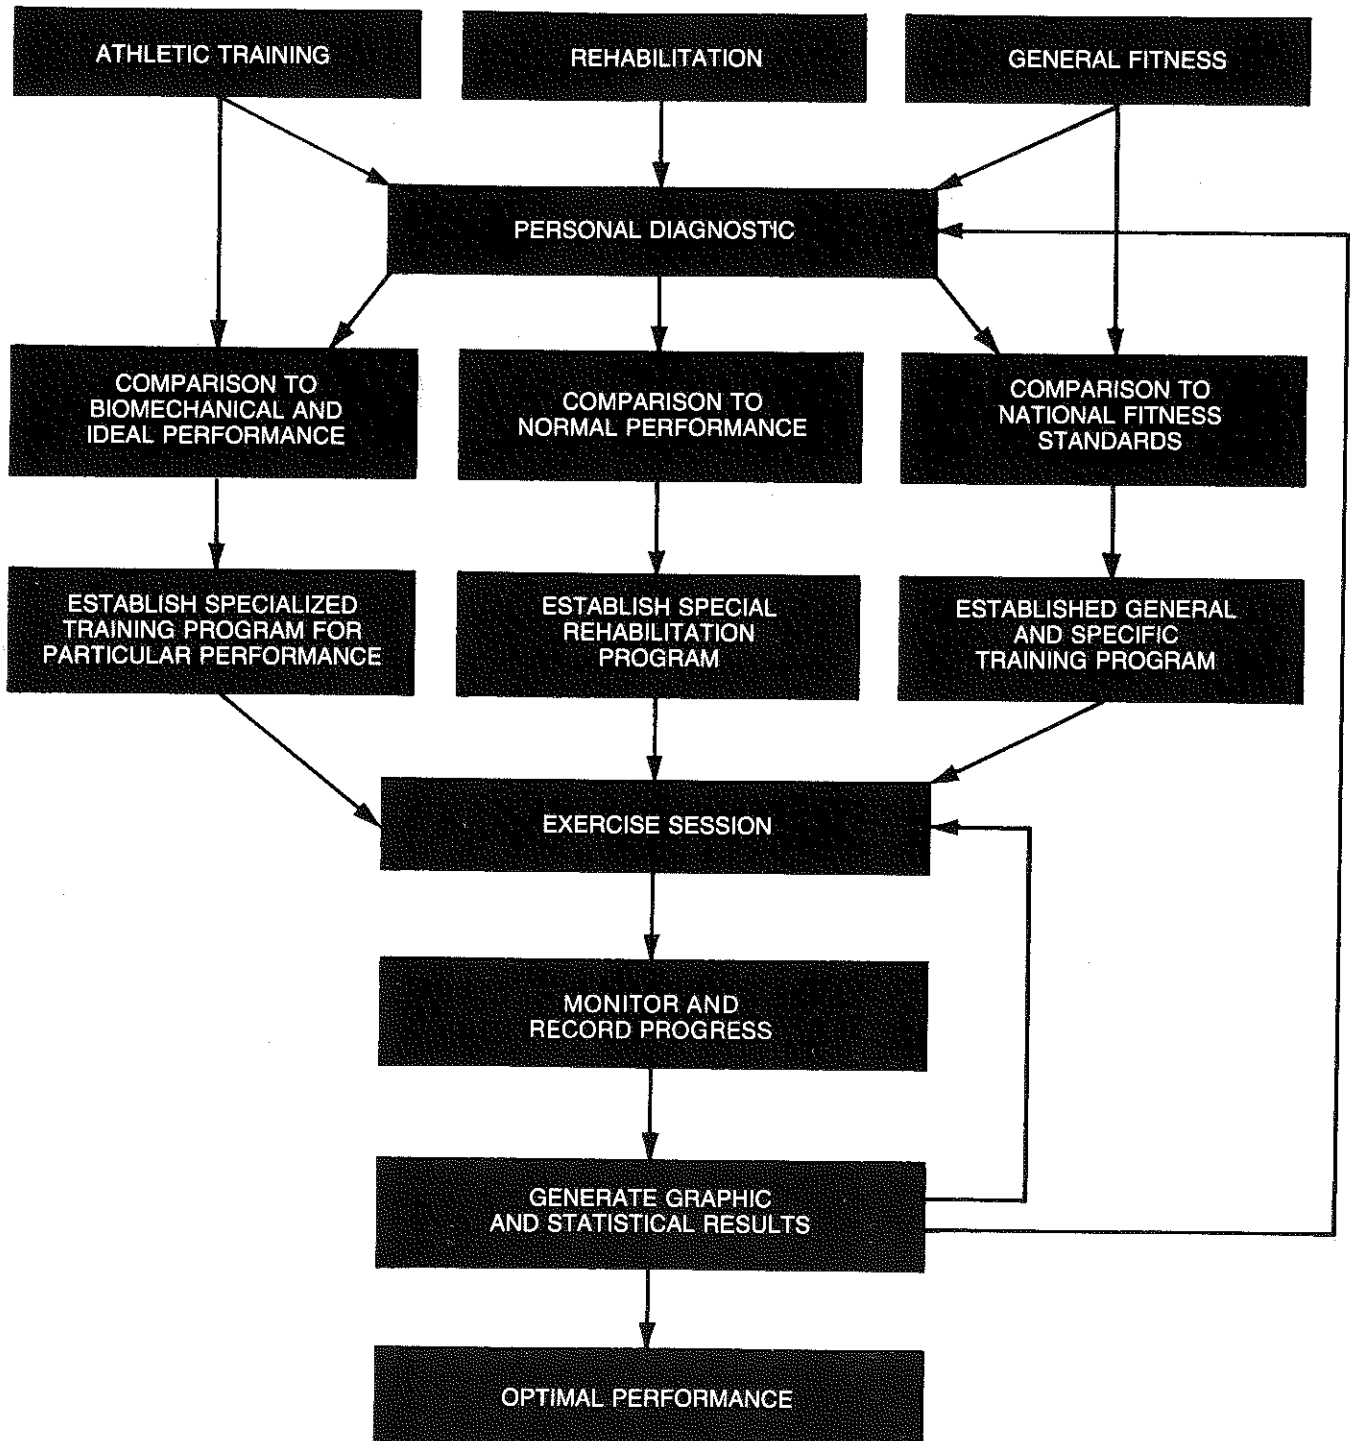 ATHLETIC TRAINING
REHABILITATION
GENERAL FITNESS
PERSONAL DIAGNOSTIC
COMPARISON TO
BIOMECHANICAL AND
IDEAL PERFORMANCE
COMPARISON TO
NORMAL PERFORMANCE
COMPARISON TO
NATIONAL FITNESS
STANDARDS
ESTABLISH SPECIALIZED
TRAINING PROGRAM FOR
PARTICULAR PERFORMANCE
ESTABLISH SPECIAL
REHABILITATION
PROGRAM
ESTABLISHED GENERAL
AND SPECIFIC
TRAINING PROGRAM
EXERCISE SESSION
MONITOR AND
RECORD PROGRESS
GENERATE GRAPHIC
AND STATISTICAL RESULTS
OPTIMAL PERFORMANCE